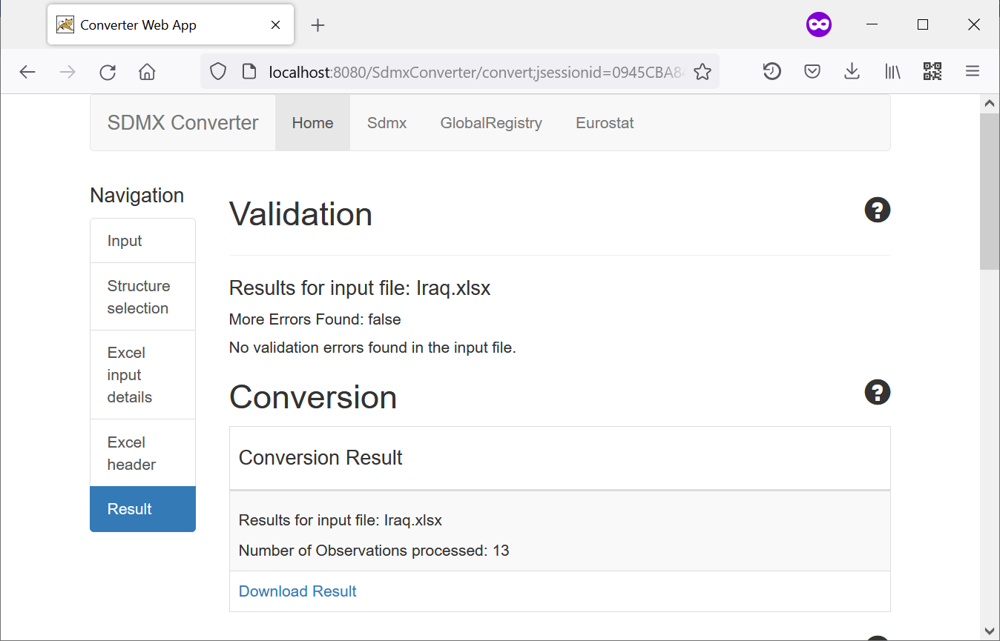 Converter Web App
localhost:8080/SdmxConverter/convert;jsessionid=0945CBA84
SDMX Converter
Home
Sdmx
GlobalRegistry
Eurostat
Navigation
Input
Structure
selection
Excel
input
details
Excel
header
Result
Validation
?
Results for input file: Iraq.xlsx
More Errors Found: false
No validation errors found in the input file.
Conversion
?
Conversion Result
Results for input file: Iraq.xlsx
Number of Observations processed: 13
Download Result